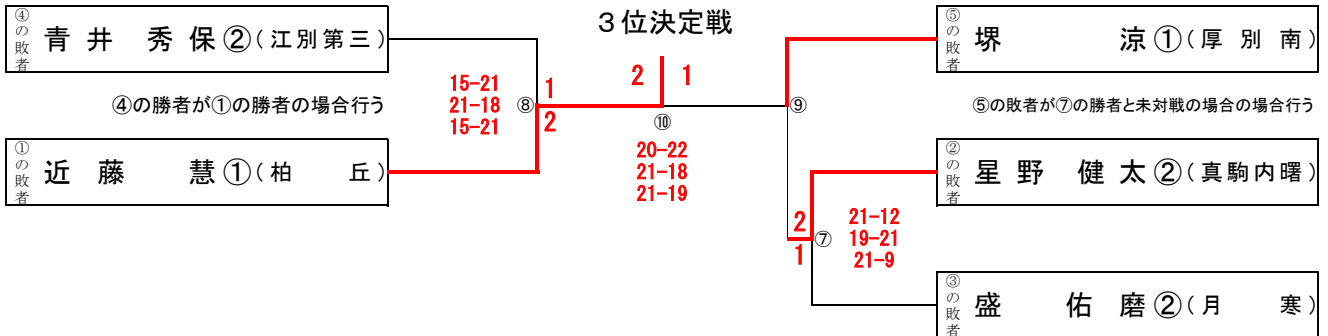 3位決定戦
④の敗者
青井 秀保②(江別第三)
④の勝者が①の勝者の場合行う
①の敗者
近藤 慧①(柏 丘)
15-21
21-18
15-21
⑧
1
2
2
1
⑩
20-22
21-18
21-19
⑨
⑤の敗者
堺 涼①(厚別南)
⑤の敗者が⑦の勝者と未対戦の場合の場合行う
②の敗者
星野 健太②(真駒内曙)
2
1
⑦
21-12
19-21
21-9
③の敗者
盛 佑磨②(月 寒)